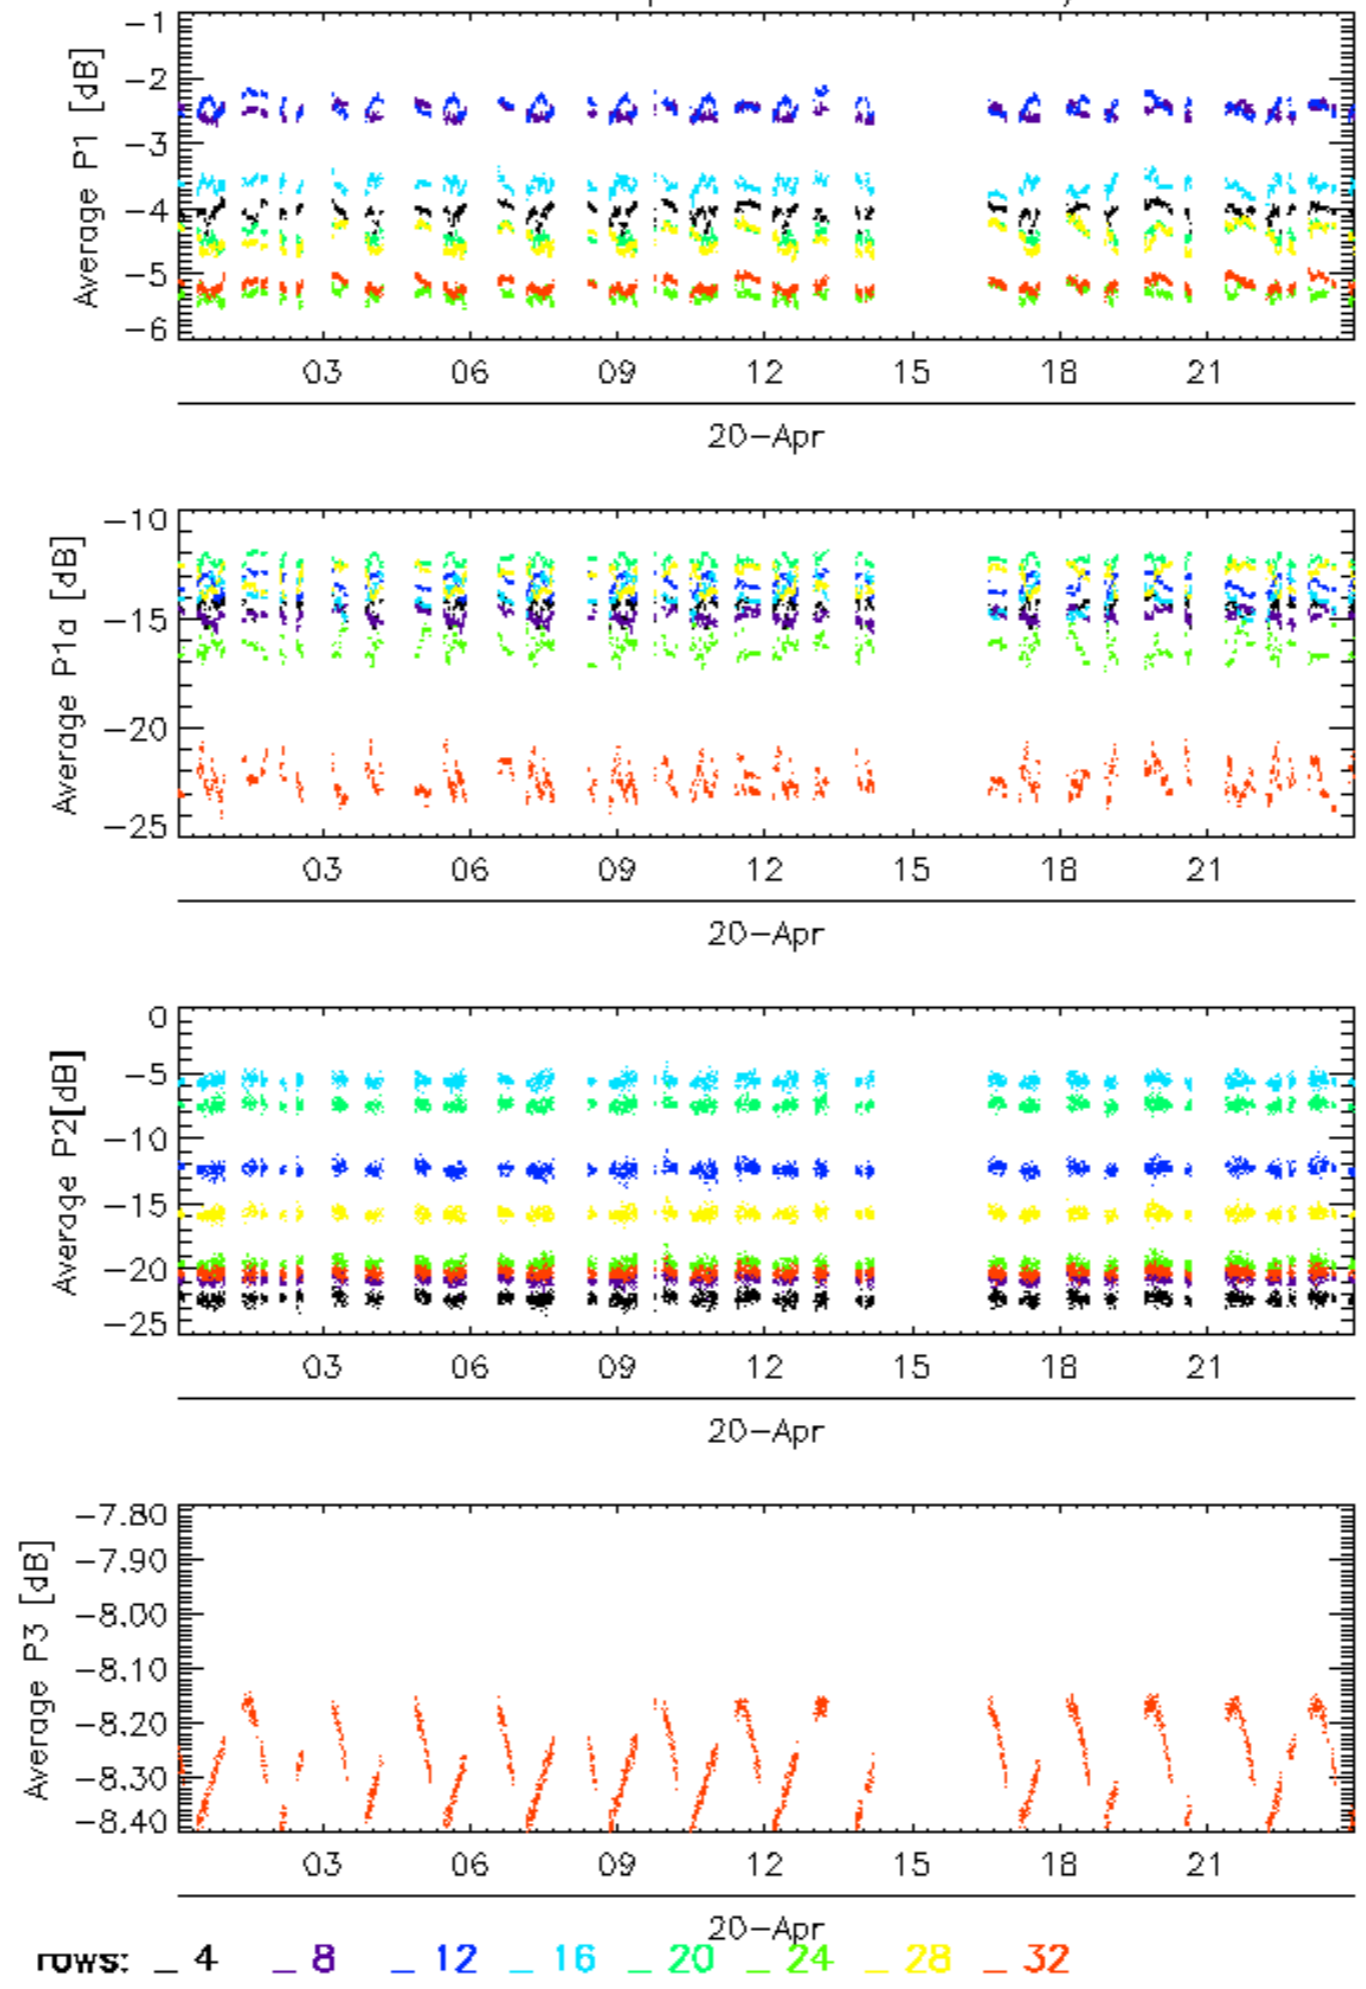 Average P1 [dB]
-1
-2
-3
-4
-5
-6
03 06 09 12 15 18 21
20-Apr
Average P1a [dB]
-10
-15
-20
-25
03 06 09 12 15 18 21
20-Apr
Average P2[dB]
0
-5
-10
-15
-20
-25
03 06 09 12 15 18 21
20-Apr
Average P3 [dB]
-7.80
-7.90
-8.00
-8.10
-8.20
-8.30
-8.40
03 06 09 12 15 18 21
20-Apr
rows: _ 4 _ 8 _ 12 _ 16 _ 20 _ 24 _ 28 _ 32